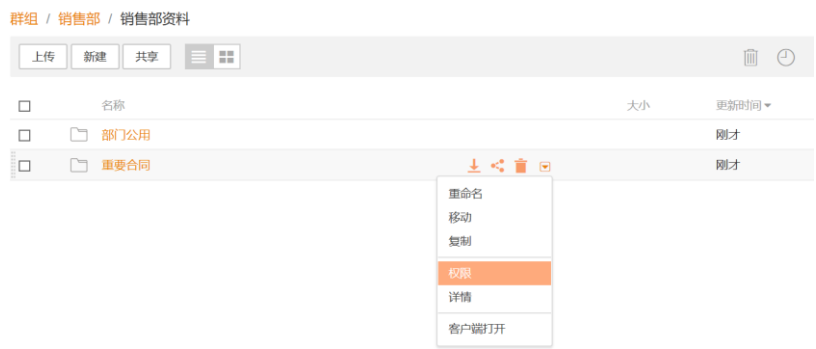 群组 / 销售部 / 销售部资料
上传 新建 共享
名称 大小 更新时间
部门公用 刚才
重要合同 刚才
重命名
移动
复制
权限
详情
客户端打开